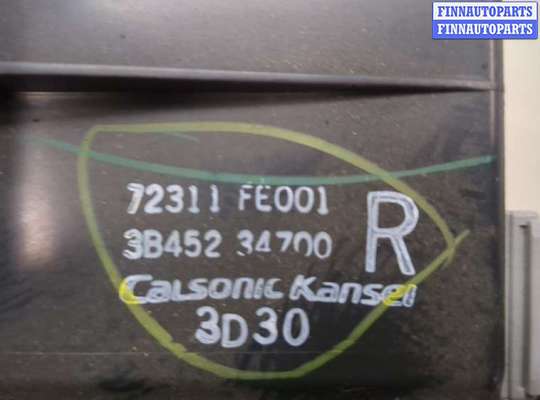 FINNAUTOPARTS
FINNAUTOPARTS
72311 FE001
3B452 34700
R
CALSONIC KANSEI
3D30